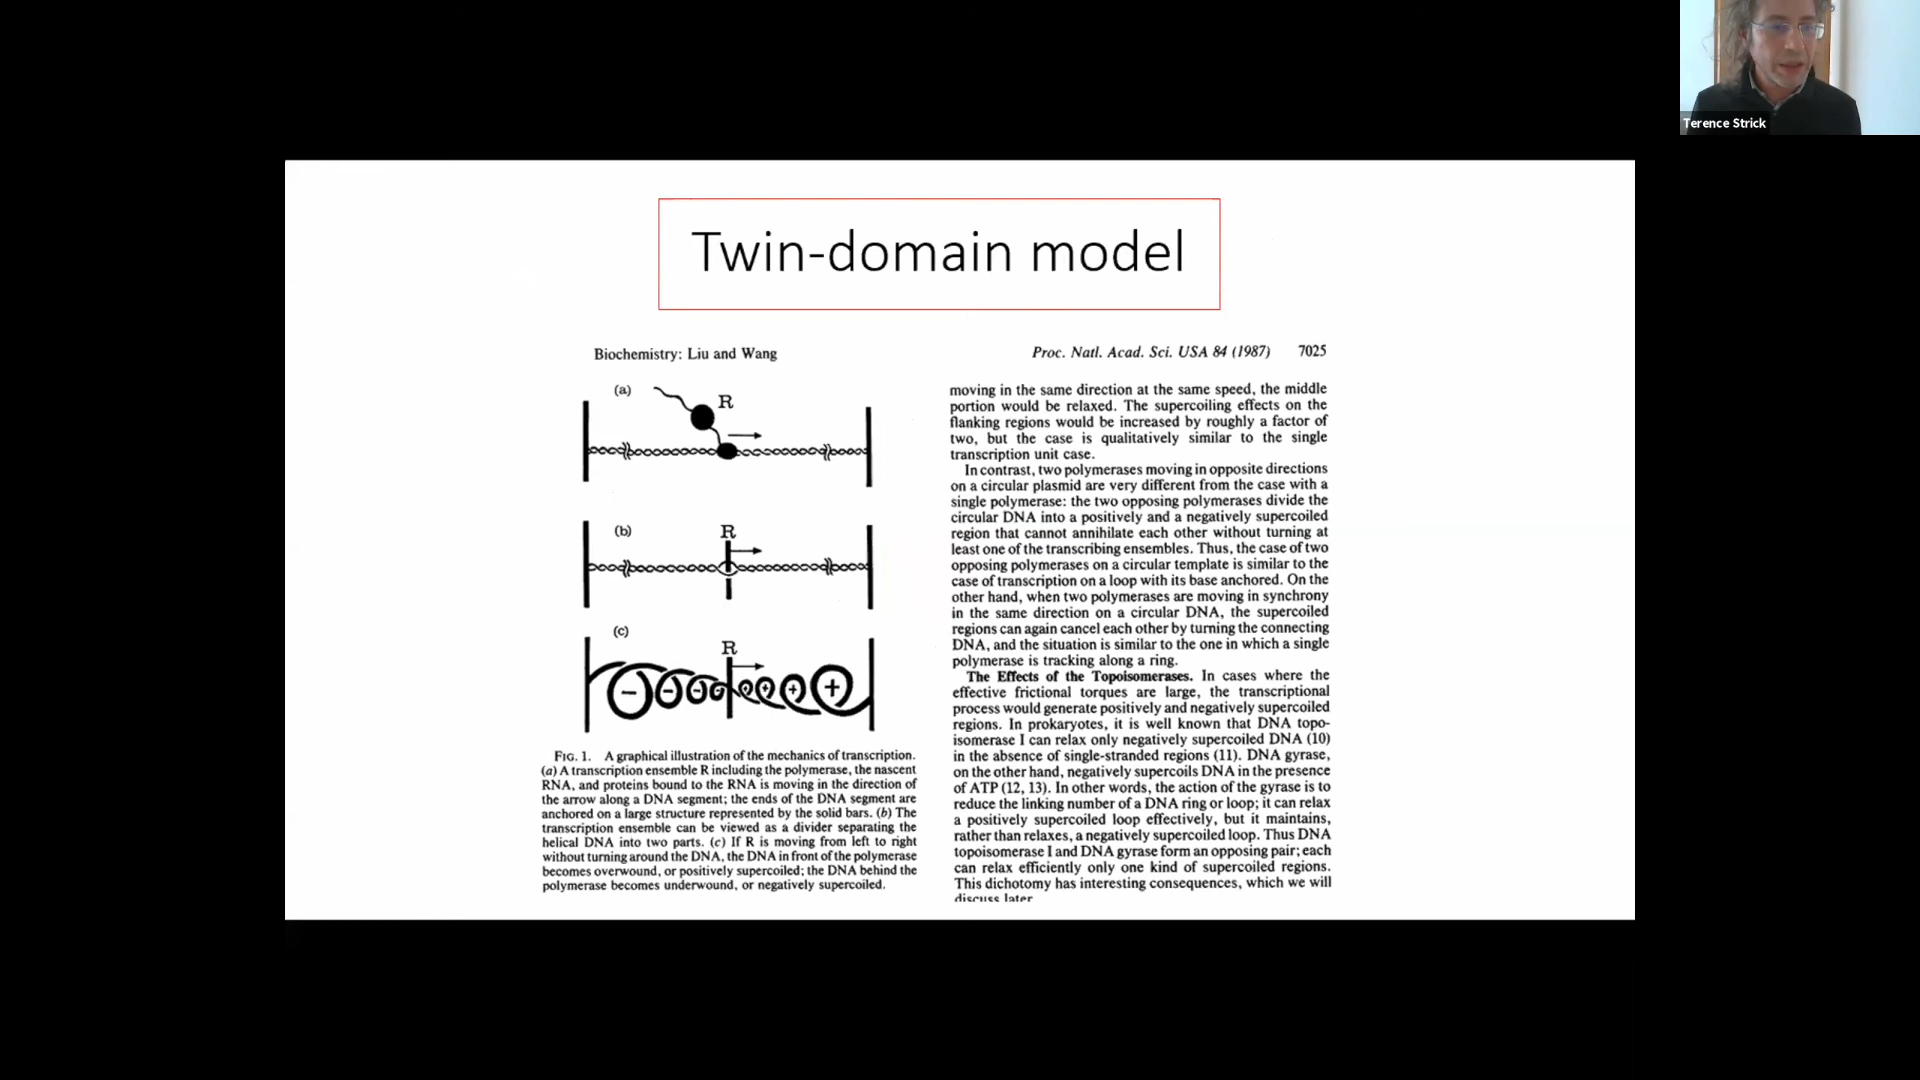 Terence Strick
Twin-domain model
Biochemistry: Liu and Wang
Proc. Natl. Acad. Sci. USA 84 (1987) 7025
(a)
R
(b)
R
(c)
R
− − − − + + + +
FIG. 1. A graphical illustration of the mechanics of transcription.
(a) A transcription ensemble R including the polymerase, the nascent
RNA, and proteins bound to the RNA is moving in the direction of
the arrow along a DNA segment; the ends of the DNA segment are
anchored on a large structure represented by the solid bars. (b) The
transcription ensemble can be viewed as a divider separating the
helical DNA into two parts. (c) If R is moving from left to right
without turning around the DNA, the DNA in front of the polymerase
becomes overwound, or positively supercoiled; the DNA behind the
polymerase becomes underwound, or negatively supercoiled.
moving in the same direction at the same speed, the middle
portion would be relaxed. The supercoiling effects on the
flanking regions would be increased by roughly a factor of
two, but the case is qualitatively similar to the single
transcription unit case.
In contrast, two polymerases moving in opposite directions
on a circular plasmid are very different from the case with a
single polymerase: the two opposing polymerases divide the
circular DNA into a positively and a negatively supercoiled
region that cannot annihilate each other without turning at
least one of the transcribing ensembles. Thus, the case of two
opposing polymerases on a circular template is similar to the
case of transcription on a loop with its base anchored. On the
other hand, when two polymerases are moving in synchrony
in the same direction on a circular DNA, the supercoiled
regions can again cancel each other by turning the connecting
DNA, and the situation is similar to the one in which a single
polymerase is tracking along a ring.
The Effects of the Topoisomerases. In cases where the
effective frictional torques are large, the transcriptional
process would generate positively and negatively supercoiled
regions. In prokaryotes, it is well known that DNA topo-
isomerase I can relax only negatively supercoiled DNA (10)
in the absence of single-stranded regions (11). DNA gyrase,
on the other hand, negatively supercoils DNA in the presence
of ATP (12, 13). In other words, the action of the gyrase is to
reduce the linking number of a DNA ring or loop; it can relax
a positively supercoiled loop effectively, but it maintains,
rather than relaxes, a negatively supercoiled loop. Thus DNA
topoisomerase I and DNA gyrase form an opposing pair; each
can relax efficiently only one kind of supercoiled regions.
This dichotomy has interesting consequences, which we will
discuss later